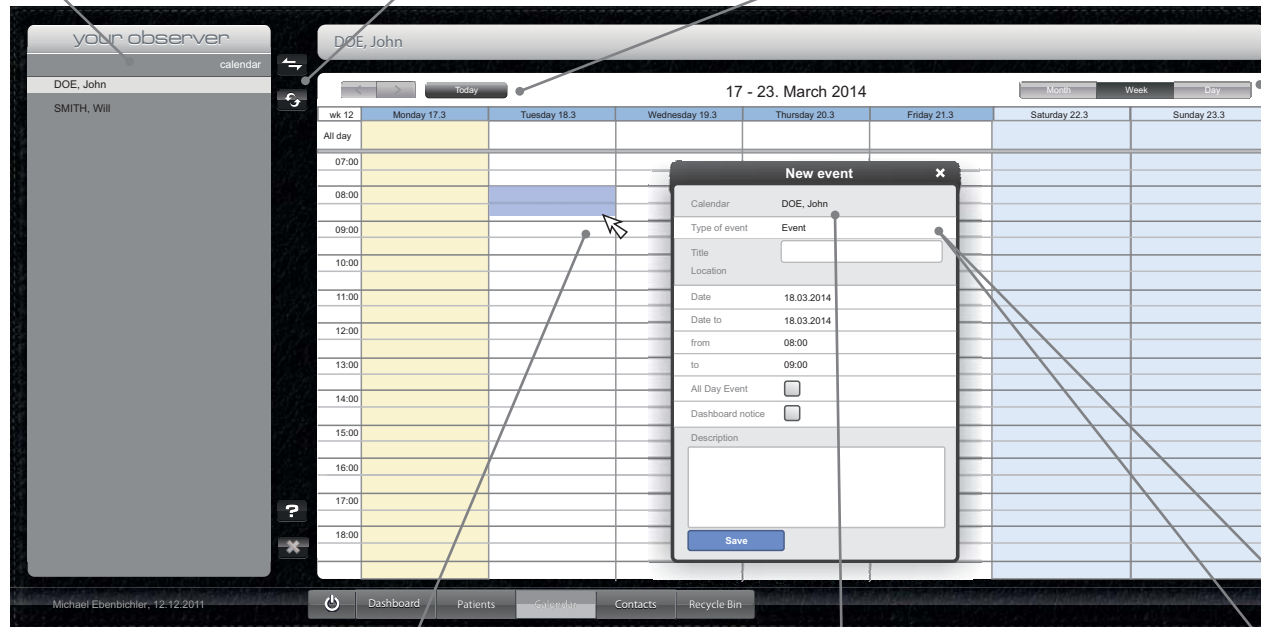 your observer
calendar
DOE, John
SMITH, Will
DOE, John
< > Today 17 - 23. March 2014 Month Week Day
wk 12 Monday 17.3 Tuesday 18.3 Wednesday 19.3 Thursday 20.3 Friday 21.3 Saturday 22.3 Sunday 23.3
All day
07:00
08:00
09:00
10:00
11:00
12:00
13:00
14:00
15:00
16:00
17:00
18:00
New event
Calendar DOE, John
Type of event Event
Title
Location
Date 18.03.2014
Date to 18.03.2014
from 08:00
to 09:00
All Day Event
Dashboard notice
Description
Save
?
Michael Ebenbichler, 12.12.2011
Dashboard Patients Calendar Contacts Recycle Bin